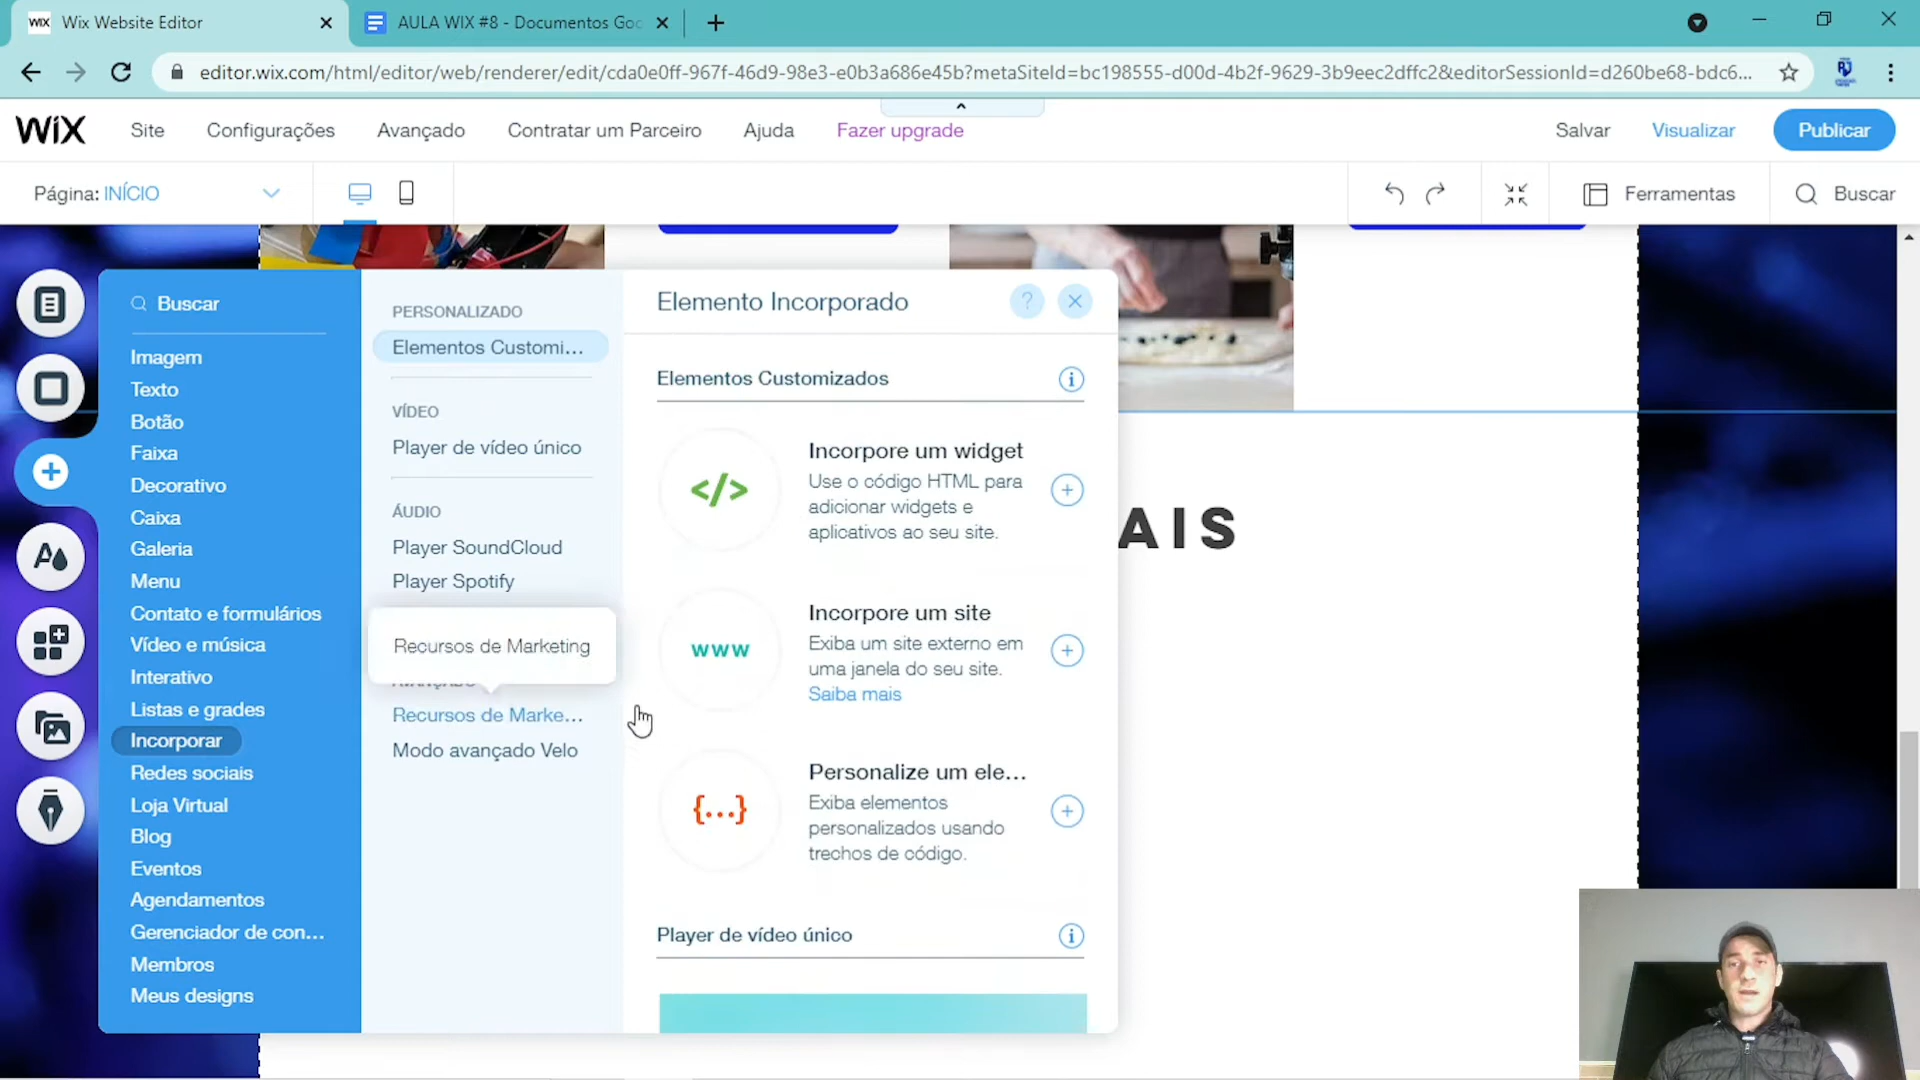 WiX Wix Website Editor
AULA WIX #8 - Documentos Goo
editor.wix.com/html/editor/web/renderer/edit/cda0e0ff-967f-46d9-98e3-e0b3a686e45b?metaSiteId=bc198555-d00d-4b2f-9629-3b9eec2dffc2&editorSessionId=d260be68-bdc6...
WiX Site Configurações Avançado Contratar um Parceiro Ajuda Fazer upgrade Salvar Visualizar Publicar
Página: INÍCIO Ferramentas Buscar
Buscar
Imagem
Texto
Botão
Faixa
Decorativo
Caixa
Galeria
Menu
Contato e formulários
Vídeo e música
Interativo
Listas e grades
Incorporar
Redes sociais
Loja Virtual
Blog
Eventos
Agendamentos
Gerenciador de con...
Membros
Meus designs
PERSONALIZADO
Elementos Customi...
VÍDEO
Player de vídeo único
ÁUDIO
Player SoundCloud
Player Spotify
Recursos de Marketing
Recursos de Marke...
Modo avançado Velo
Elemento Incorporado ?
Elementos Customizados i
</>
Incorpore um widget
Use o código HTML para
adicionar widgets e
aplicativos ao seu site.
www
Incorpore um site
Exiba um site externo em
uma janela do seu site.
Saiba mais
{...}
Personalize um ele...
Exiba elementos
personalizados usando
trechos de código.
Player de vídeo único i
AIS